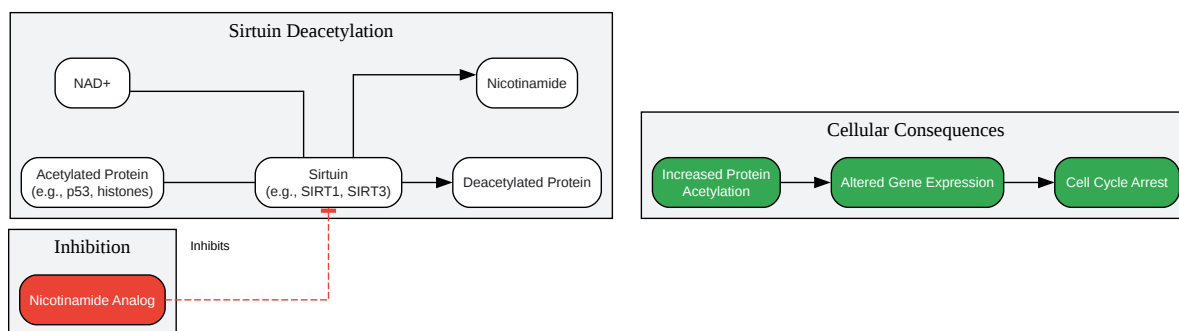 Sirtuin Deacetylation
NAD+
Nicotinamide
Acetylated Protein
(e.g., p53, histones)
Sirtuin
(e.g., SIRT1, SIRT3)
Deacetylated Protein
Cellular Consequences
Increased Protein
Acetylation
Altered Gene Expression
Cell Cycle Arrest
Inhibition
Inhibits
Nicotinamide Analog